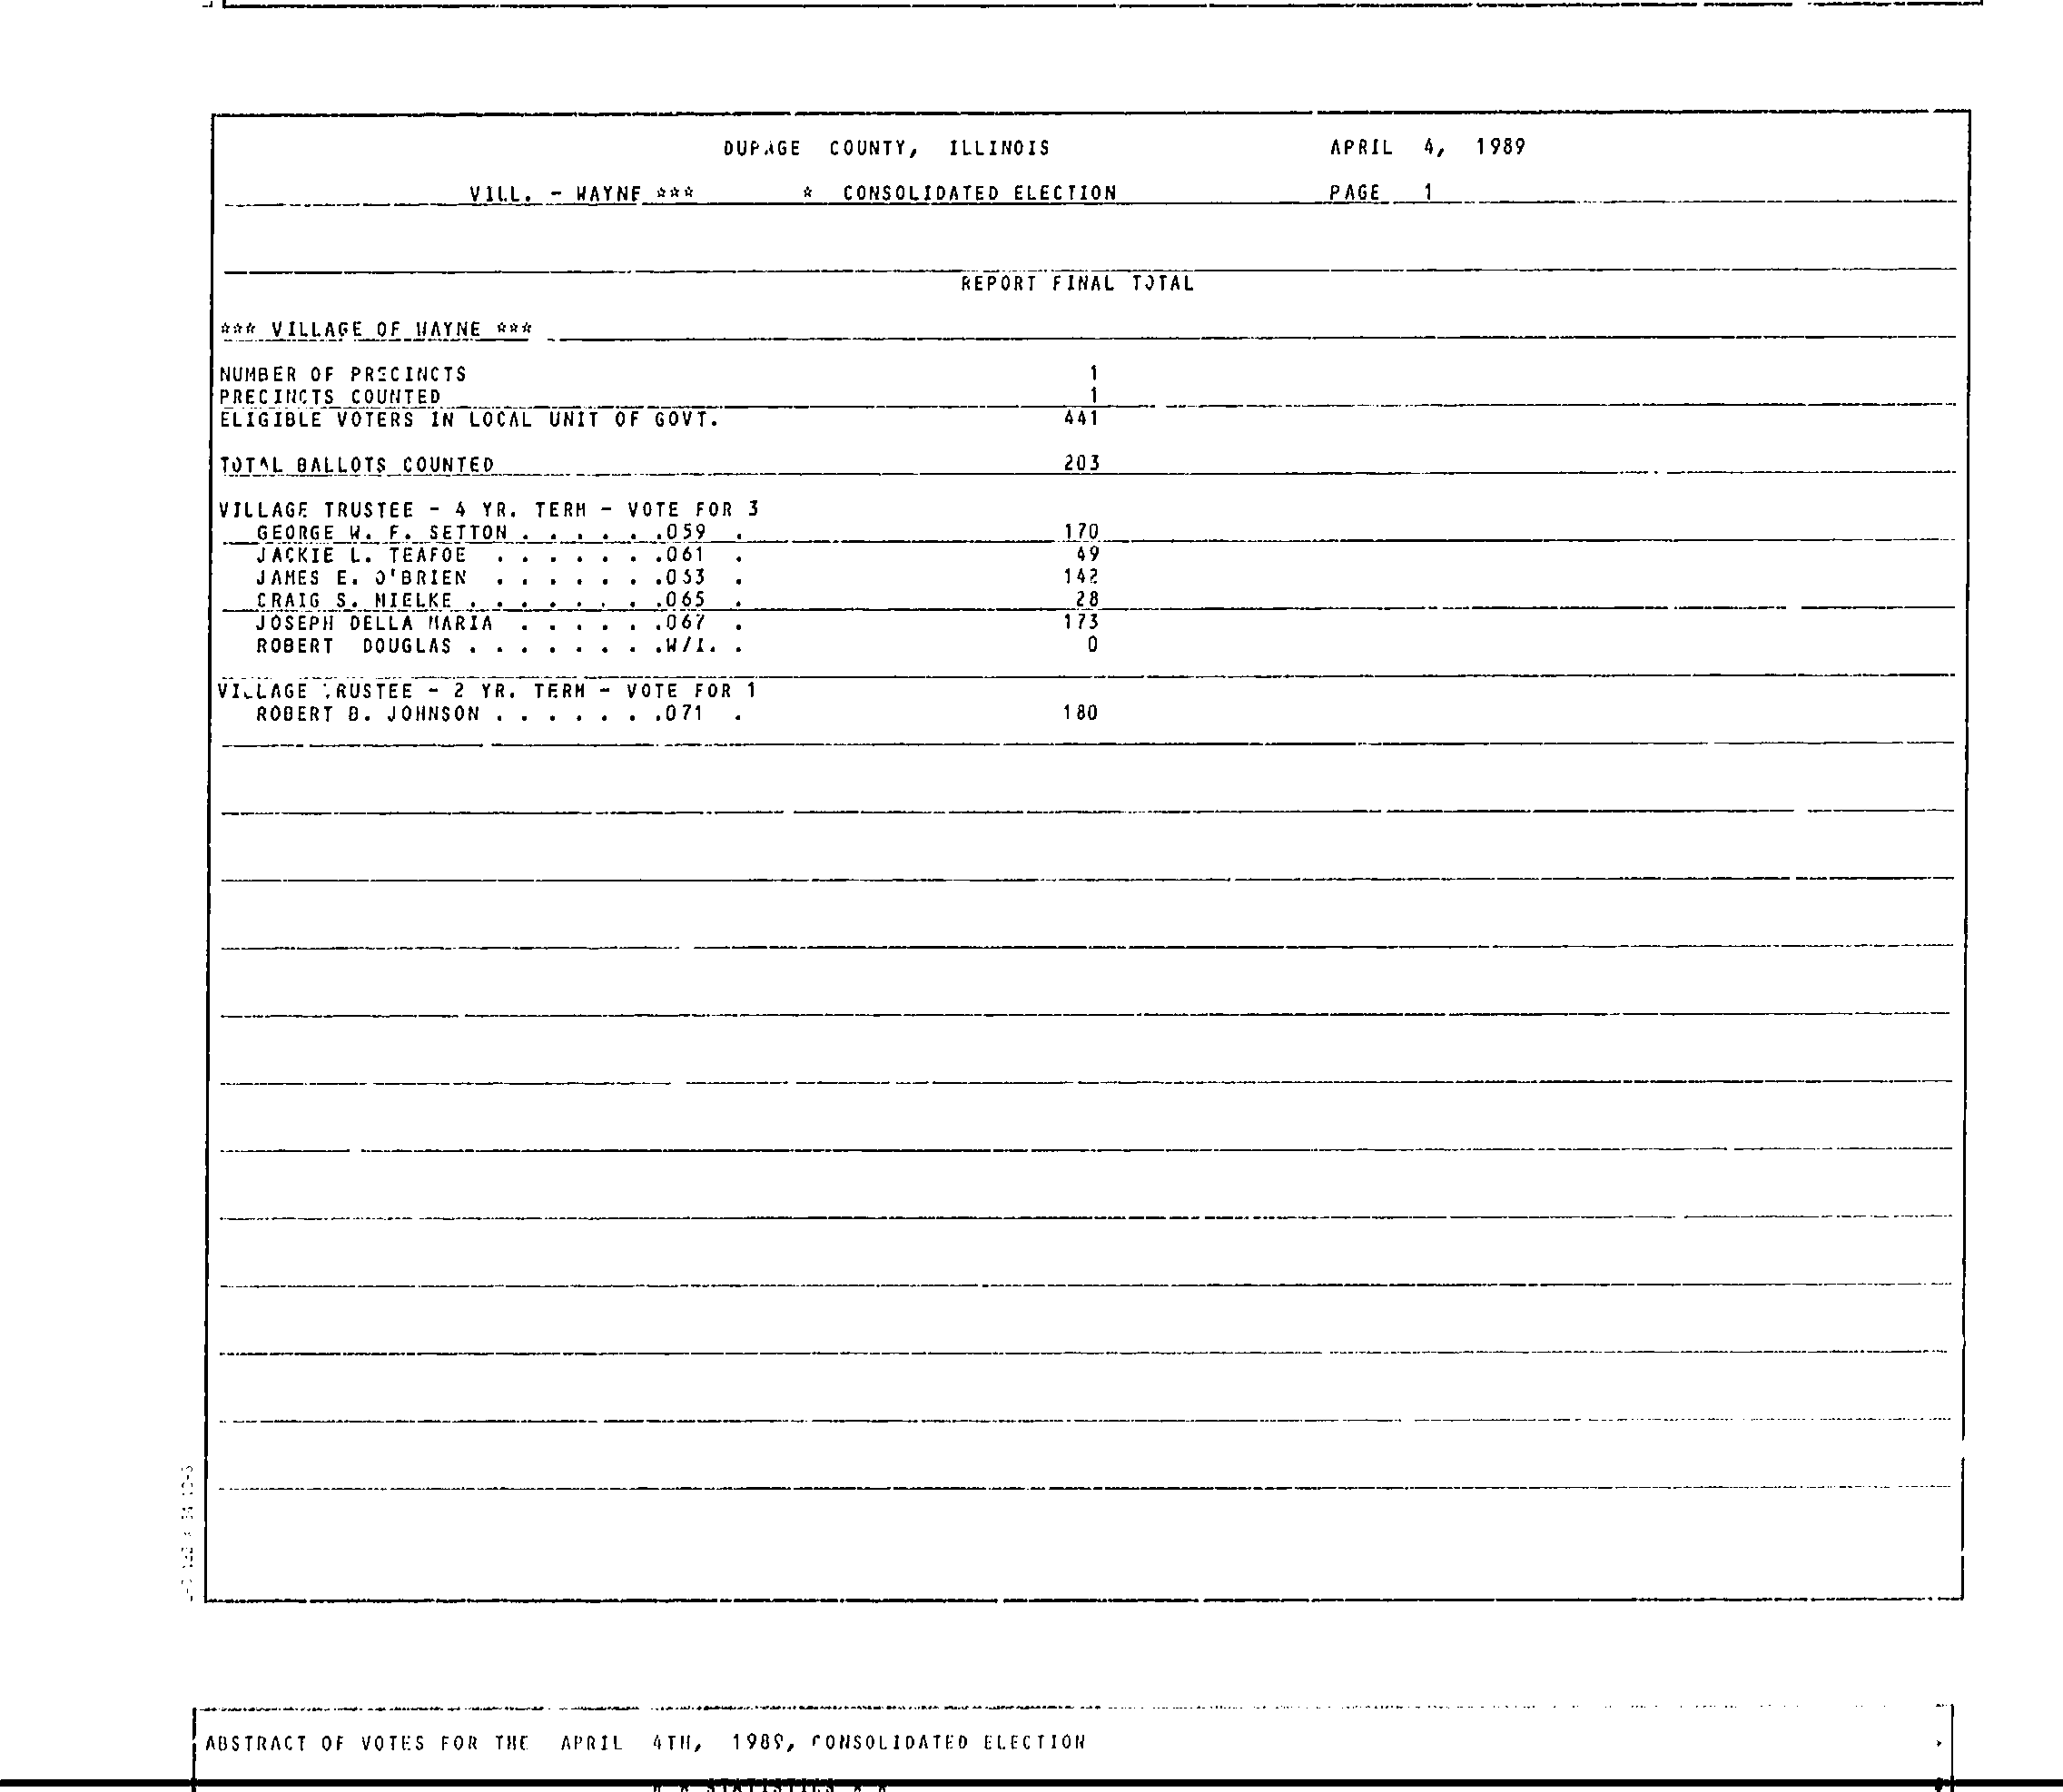 DUPAGE COUNTY, ILLINOIS APRIL 4, 1989
VILL. - WAYNE *** * CONSOLIDATED ELECTION PAGE 1
REPORT FINAL TOTAL
*** VILLAGE OF WAYNE ***
NUMBER OF PRECINCTS 1
PRECINCTS COUNTED 1
ELIGIBLE VOTERS IN LOCAL UNIT OF GOVT. 441
TOTAL BALLOTS COUNTED 203
VILLAGE TRUSTEE - 4 YR. TERM - VOTE FOR 3
GEORGE W. F. SETTON . . . . . .059 . 170
JACKIE L. TEAFOE . . . . . . .061 . 49
JAMES E. O'BRIEN . . . . . . .063 . 142
CRAIG S. MIELKE . . . . . . . .065 . 28
JOSEPH DELLA MARIA . . . . . .067 . 173
ROBERT DOUGLAS . . . . . . . .W/I. . 0
VILLAGE TRUSTEE - 2 YR. TERM - VOTE FOR 1
ROBERT B. JOHNSON . . . . . . .071 . 180
ABSTRACT OF VOTES FOR THE APRIL 4TH, 1989, CONSOLIDATED ELECTION
* * STATISTICS * *